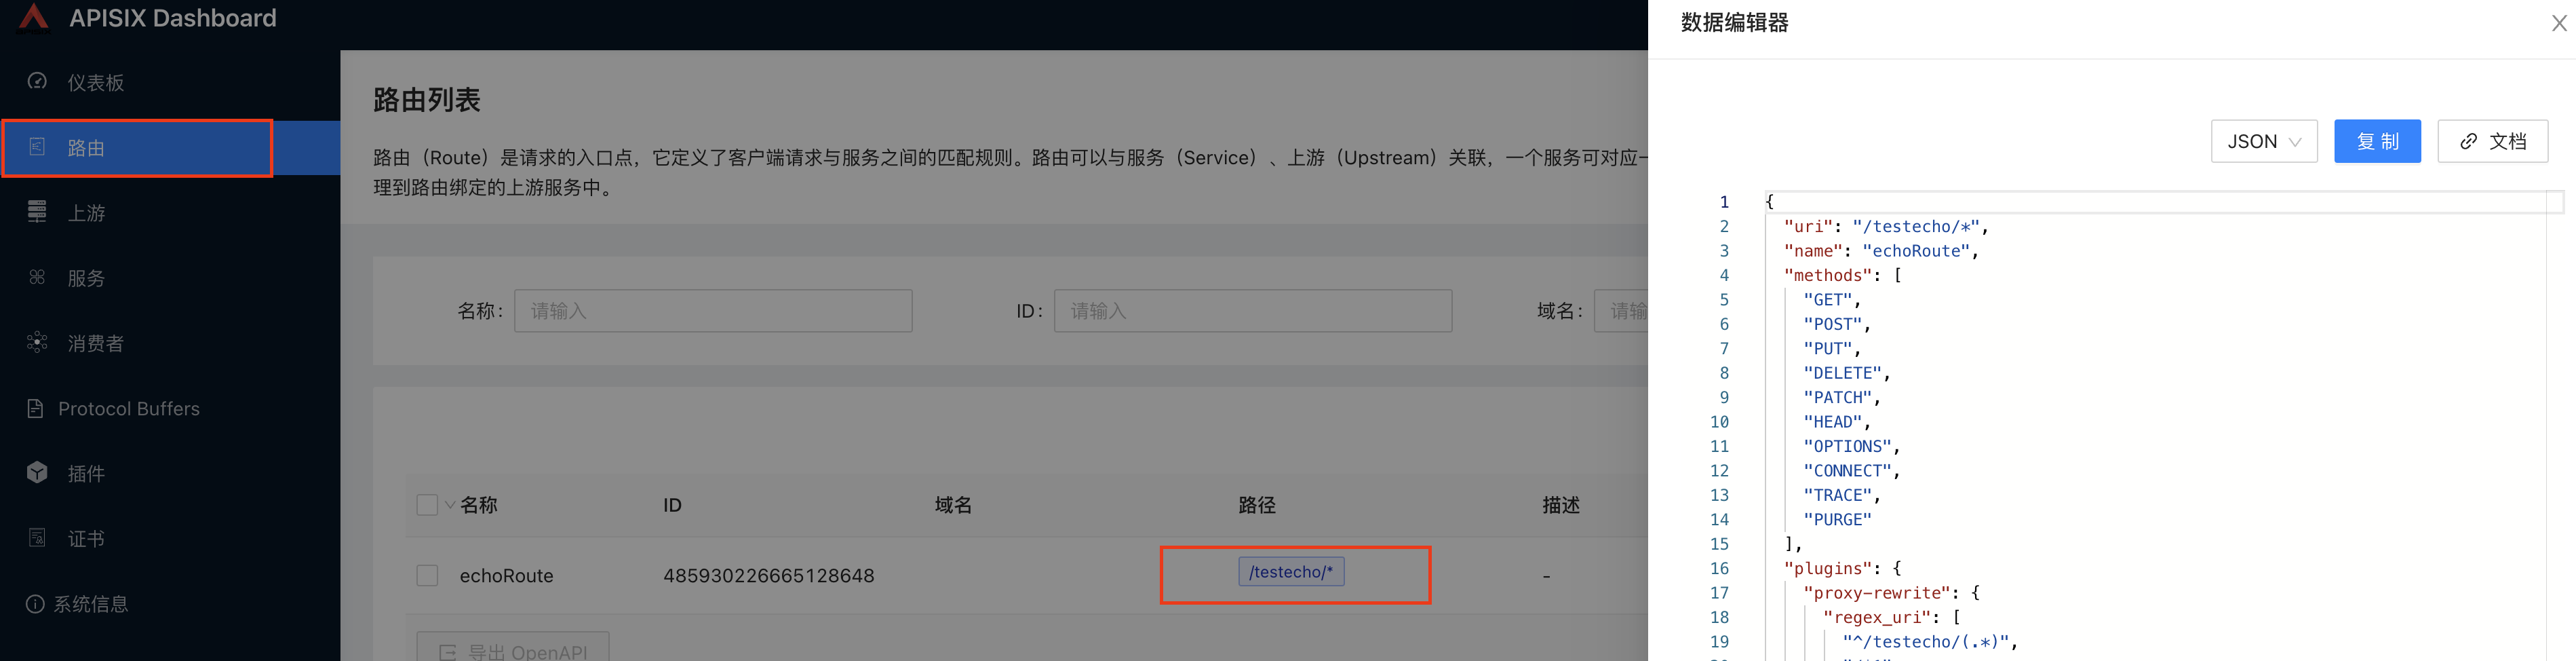 APISIX Dashboard
仪表板
路由
上游
服务
消费者
Protocol Buffers
插件
证书
系统信息
路由列表
路由（Route）是请求的入口点，它定义了客户端请求与服务之间的匹配规则。路由可以与服务（Service）、上游（Upstream）关联，一个服务可对应一
理到路由绑定的上游服务中。
名称： 请输入 ID： 请输入 域名： 请输
名称 ID 域名 路径 描述
echoRoute 485930226665128648 /testecho/* -
导出 OpenAPI
数据编辑器
JSON 复 制 文档
1 {
2 "uri": "/testecho/*",
3 "name": "echoRoute",
4 "methods": [
5 "GET",
6 "POST",
7 "PUT",
8 "DELETE",
9 "PATCH",
10 "HEAD",
11 "OPTIONS",
12 "CONNECT",
13 "TRACE",
14 "PURGE"
15 ],
16 "plugins": {
17 "proxy-rewrite": {
18 "regex_uri": [
19 "^/testecho/(.*)",